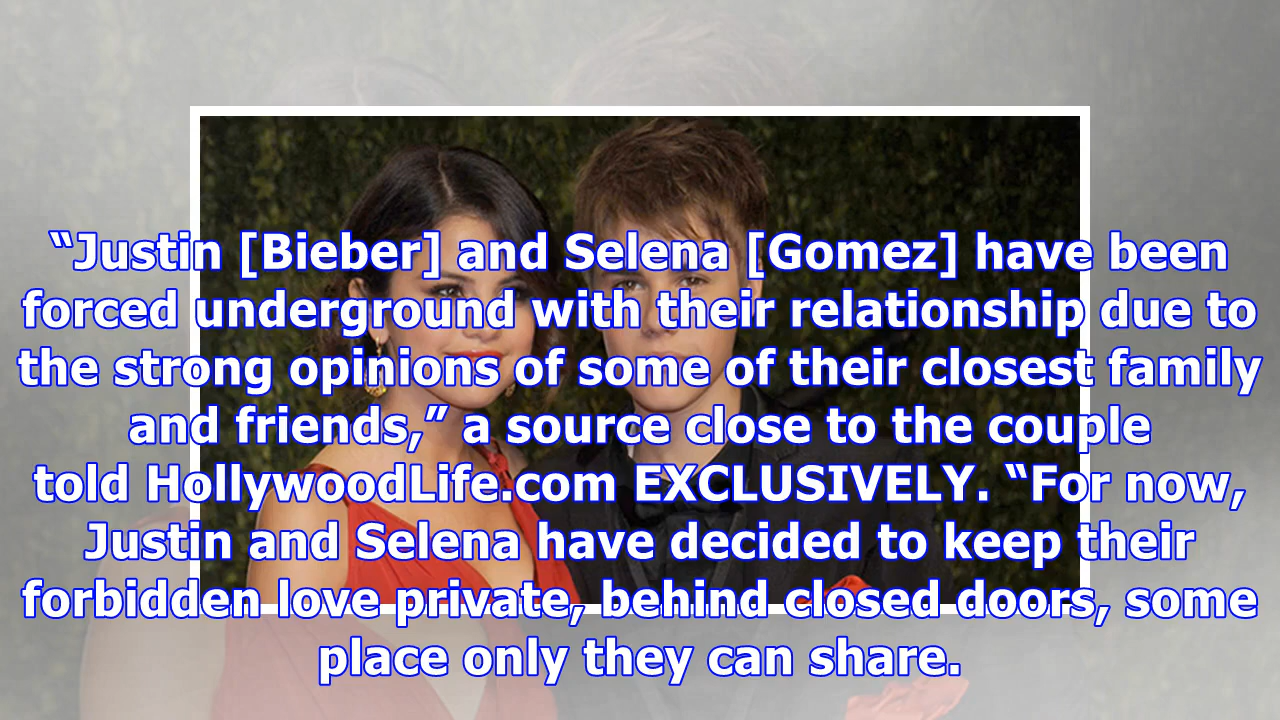 “Justin [Bieber] and Selena [Gomez] have been
forced underground with their relationship due to
the strong opinions of some of their closest family
and friends,” a source close to the couple
told HollywoodLife.com EXCLUSIVELY. “For now,
Justin and Selena have decided to keep their
forbidden love private, behind closed doors, some
place only they can share.